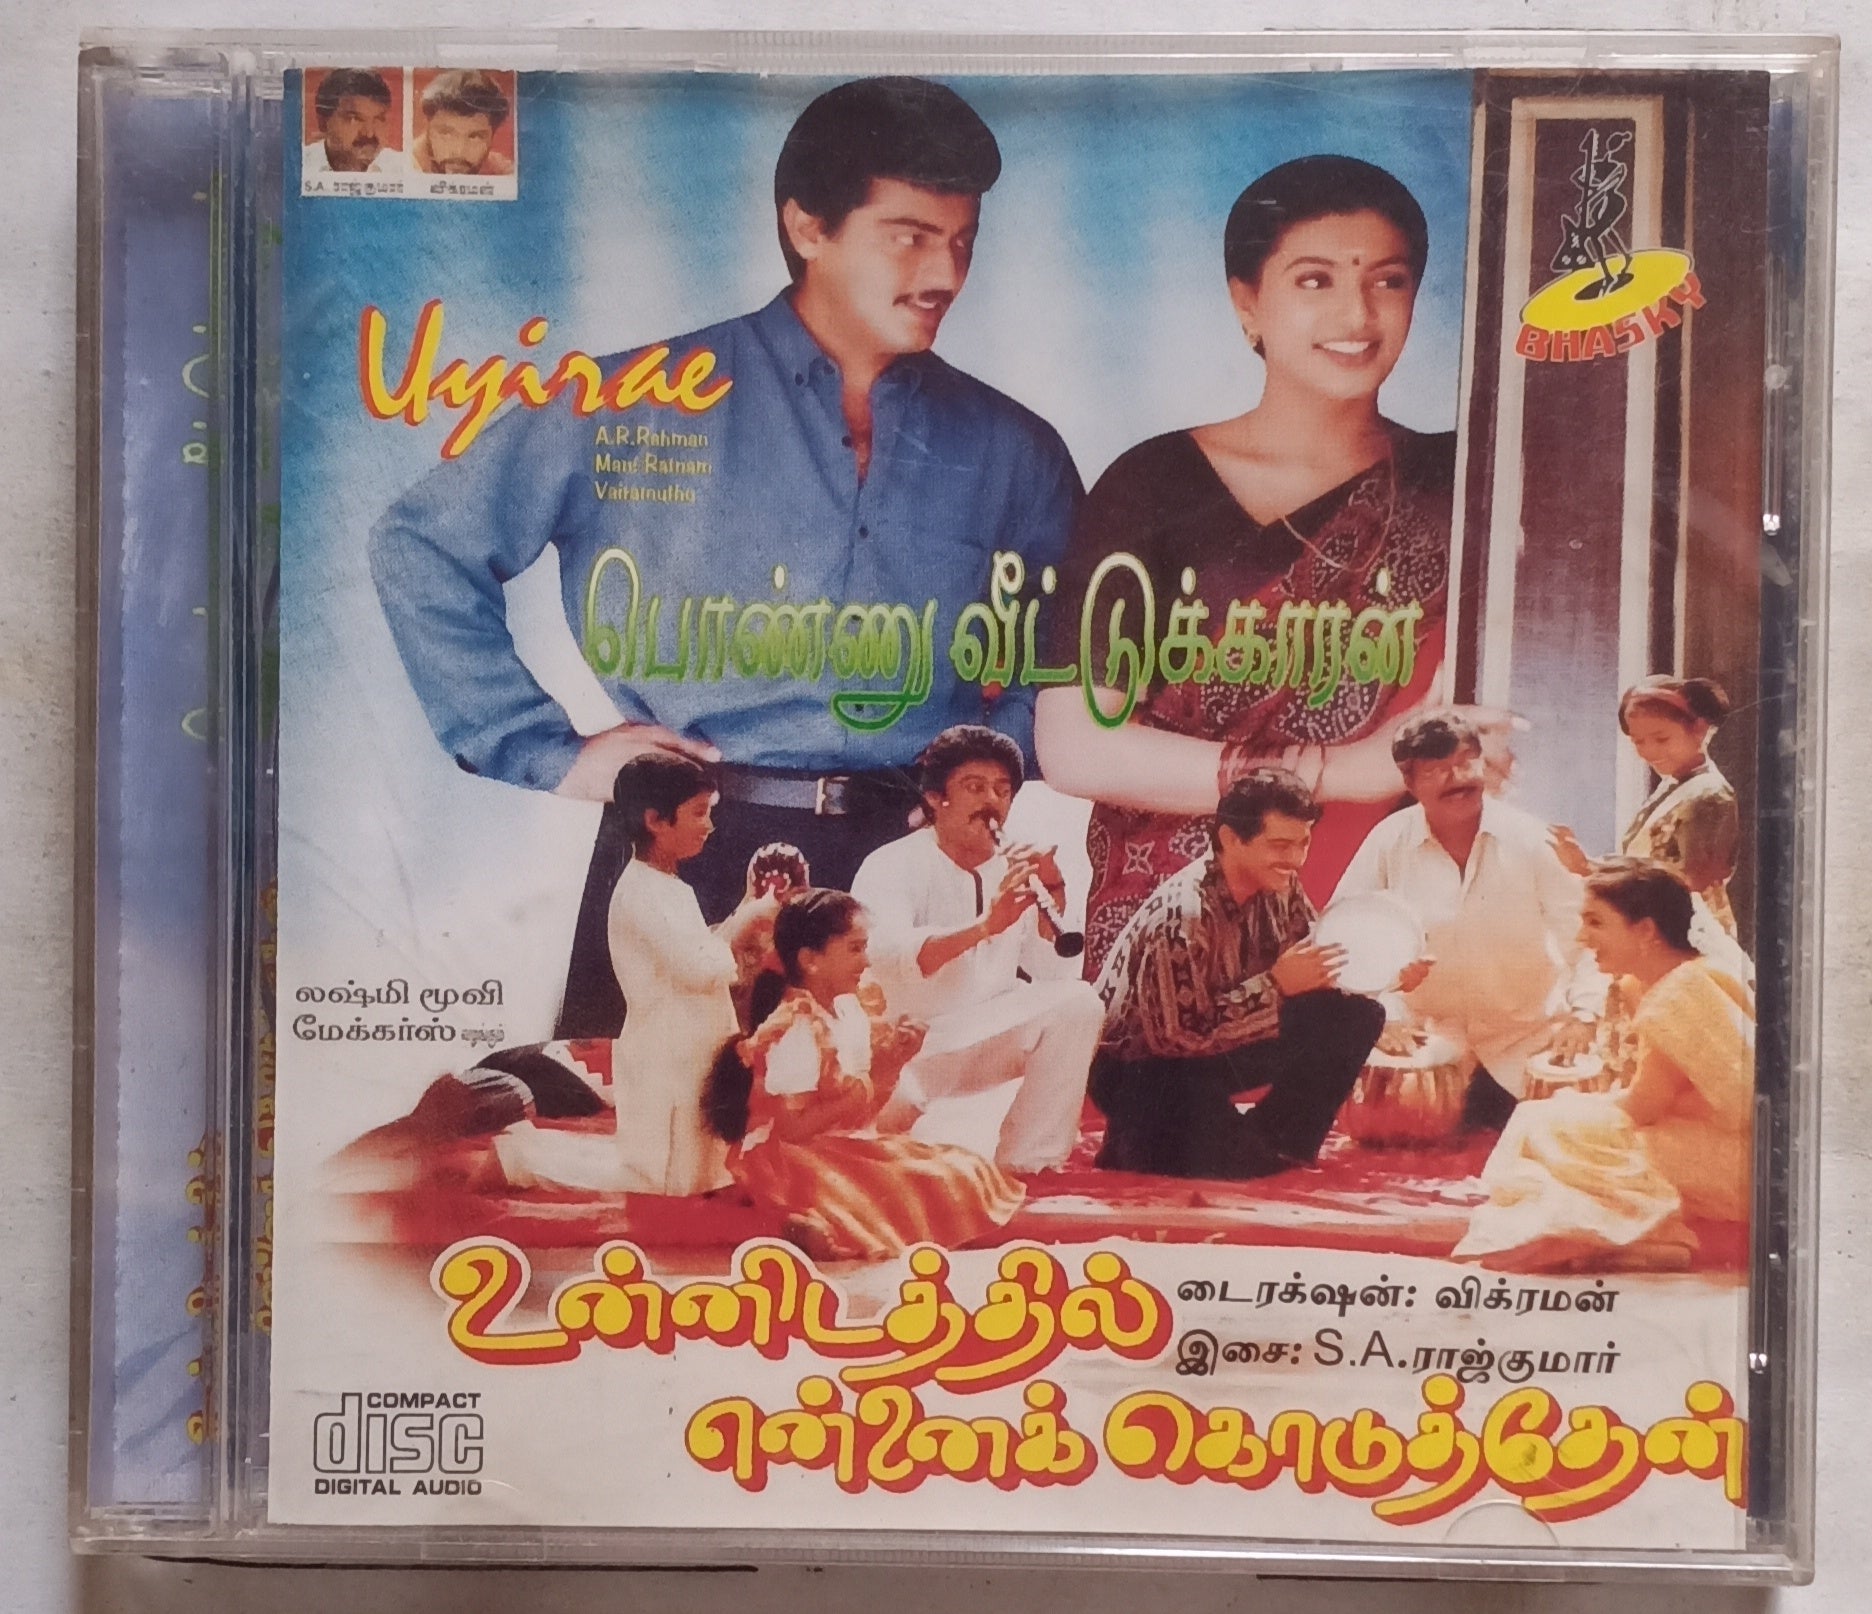 S.A. ராஜ்குமார்
விக்ரமன்
BHASKY
Uyirae
A.R.Rahman
Mani Ratnam
Vairamuthu
பொண்ணு வீட்டுக்காரன்
லஷ்மி மூவி
மேக்கர்ஸ்
உன்னிடத்தில்
டைரக்‌ஷன்: விக்ரமன்
இசை: S.A.ராஜ்குமார்
என்னைக் கொடுத்தேன்
COMPACT
disc
DIGITAL AUDIO